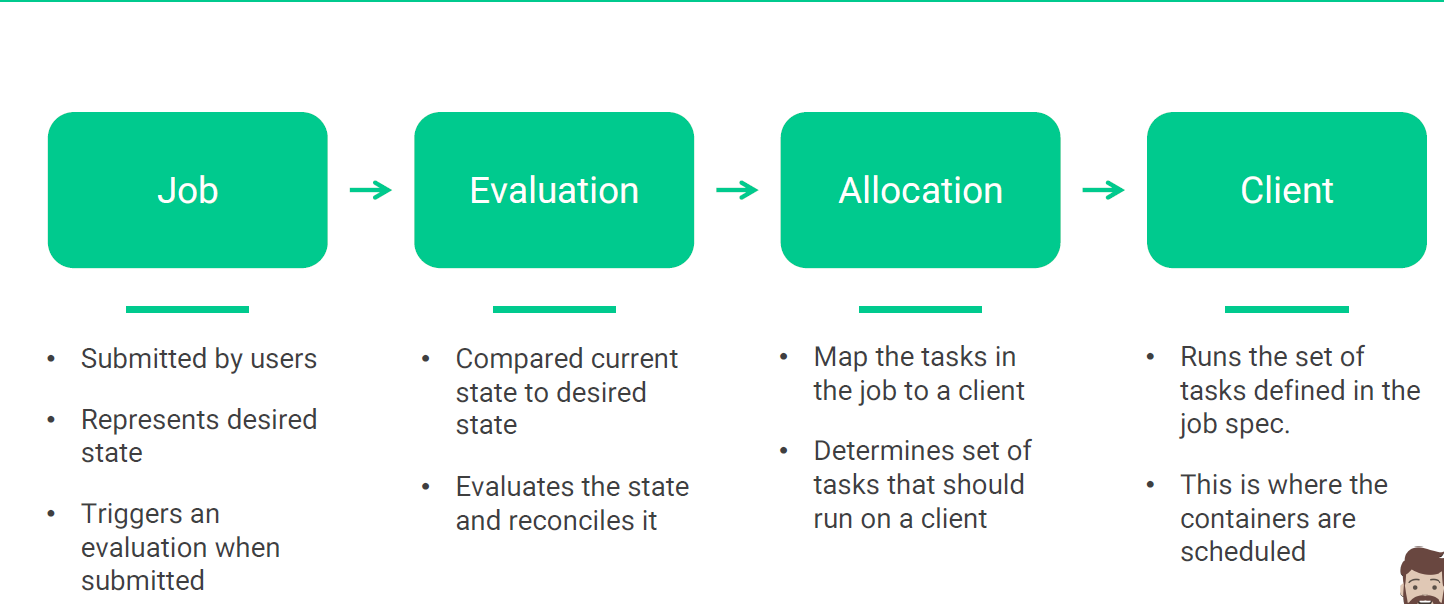 Job
Evaluation
Allocation
Client
• Submitted by users
• Represents desired
state
• Triggers an
evaluation when
submitted
• Compared current
state to desired
state
• Evaluates the state
and reconciles it
• Map the tasks in
the job to a client
• Determines set of
tasks that should
run on a client
• Runs the set of
tasks defined in the
job spec.
• This is where the
containers are
scheduled